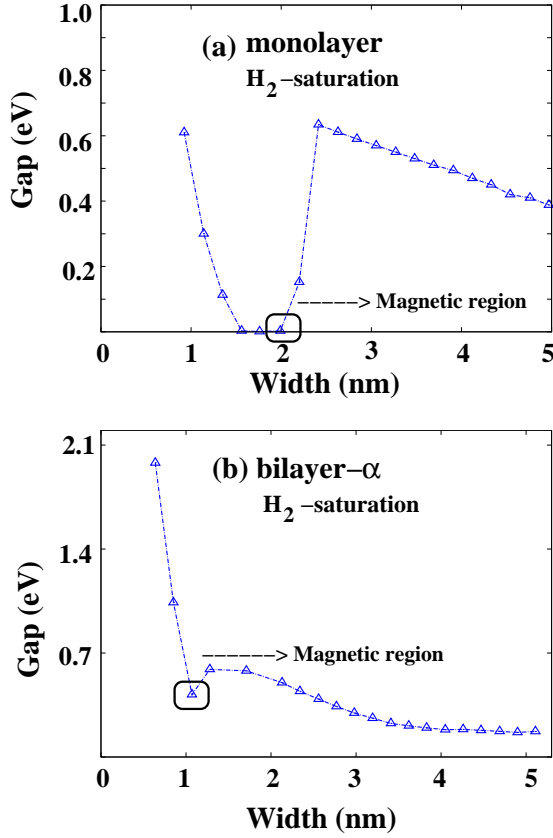 1.0
(a) monolayer
H2-saturation
0.8
0.6
0.4
0.2
Gap (eV)
-----> Magnetic region
0 1 2 3 4 5
Width (nm)
2.1
(b) bilayer-α
H2-saturation
1.4
0.7
Gap (eV)
-----> Magnetic region
0 1 2 3 4 5
Width (nm)